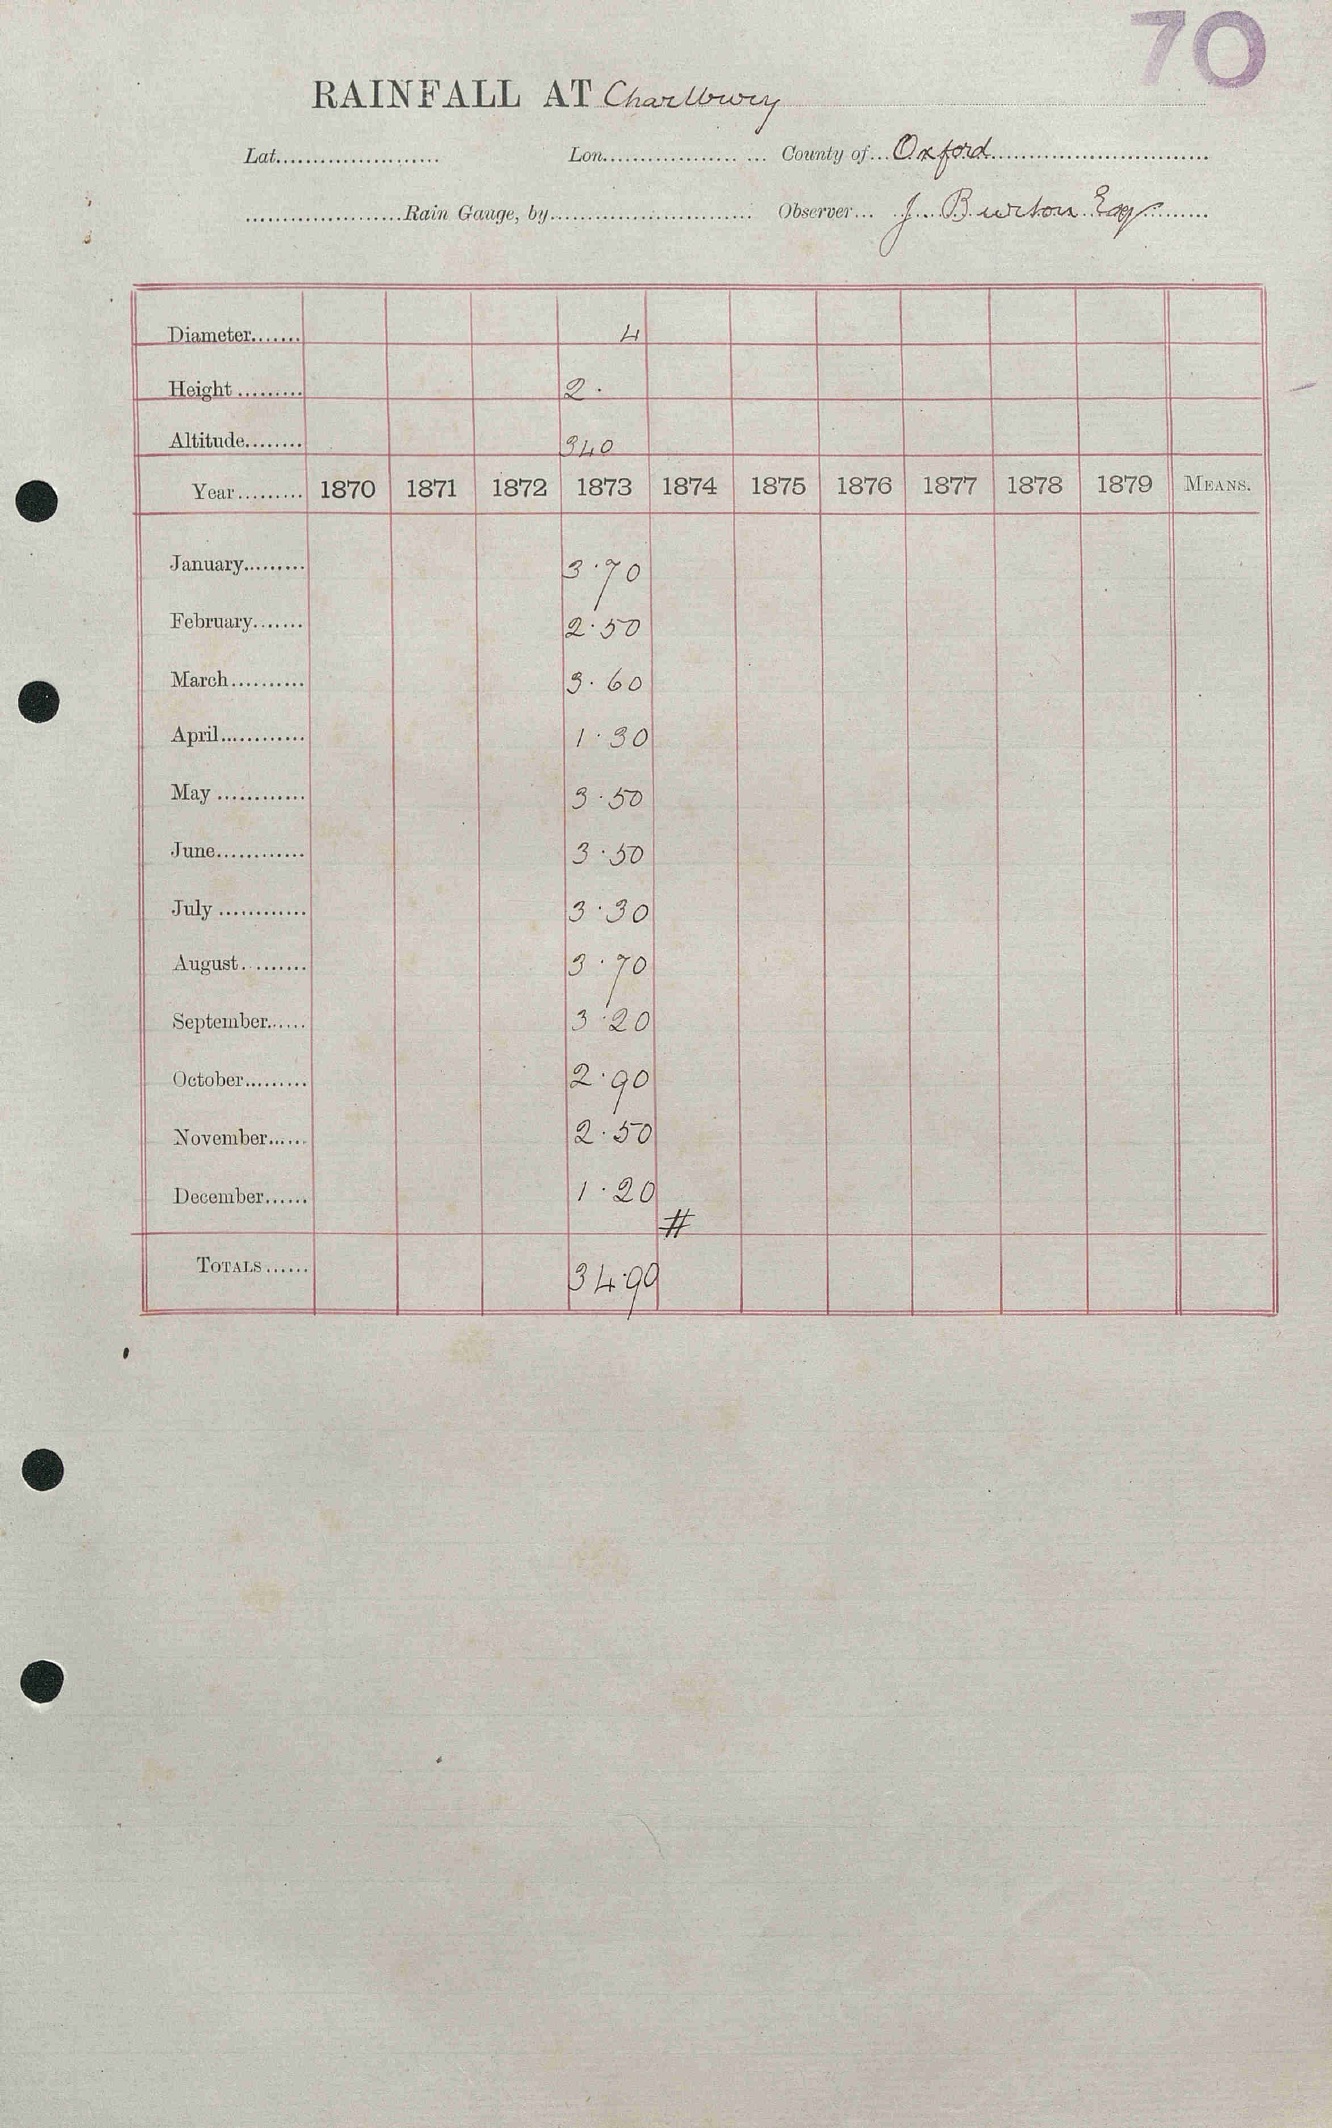 70
RAINFALL AT Charlbury
Lat...................... Lon.................. ... County of...Oxford..............................
.....................Rain Gauge, by........................... Observer... J. Burton Esq.......
Diameter....... 4
Height ......... 2 ·
Altitude........ 340
Year......... 1870 1871 1872 1873 1874 1875 1876 1877 1878 1879 MEANS.
January......... 3·70
February....... 2·50
March.......... 3·60
April............ 1·30
May ............ 3·50
June............ 3·50
July ............ 3·30
August......... 3·70
September...... 3·20
October......... 2·90
November...... 2·50
December...... 1·20
#
TOTALS...... 34·90